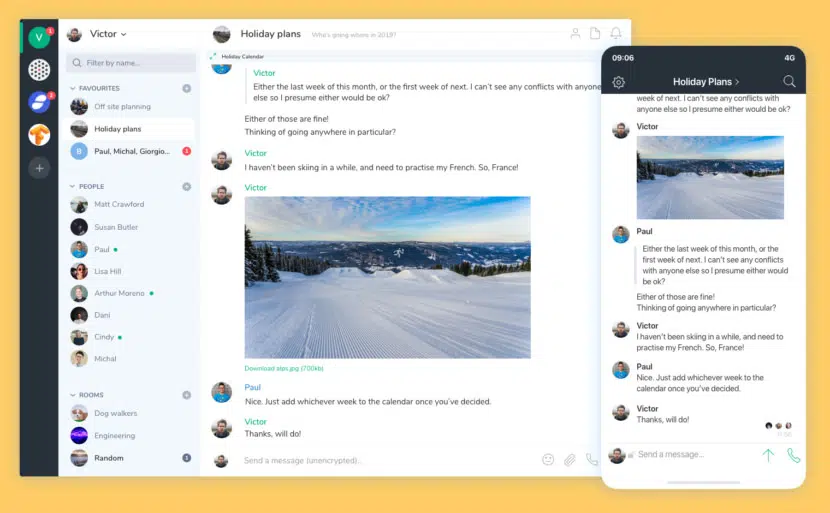 V
1
Victor
Holiday plans
Who's going where in 2019?
Filter by name...
Holiday Calendar
FAVOURITES
Off site planning
Holiday plans
B
Paul, Michal, Giorgio...
2
PEOPLE
Matt Crawford
Susan Butler
Paul
Lisa Hill
Arthur Moreno
Dani
Cindy
Michal
ROOMS
Dog walkers
Engineering
Random
1
Victor
Either the last week of this month, or the first week of next. I can't see any conflicts with anyone
else so I presume either would be ok?
Either of those are fine!
Thinking of going anywhere in particular?
Victor
I haven't been skiing in a while, and need to practise my French. So, France!
Victor
Download alps.jpg (700kb)
Paul
Nice. Just add whichever week to the calendar once you've decided.
Victor
Thanks, will do!
Send a message (unencrypted)...
09:06
4G
Holiday Plans
week of next. I can't see any conflicts with
anyone else so I presume either would be ok?
Victor
Paul
Either the last week of this month, or the
first week of next. I can't see any conflicts
with anyone else so I presume either would
be ok?
Either of those are fine!
Thinking of going anywhere in particular?
Victor
I haven't been skiing in a while, and need to
practise my French. So, France!
Paul
Nice. Just add whichever week to the
calendar once you've decided.
Victor
Thanks, will do!
Send a message...